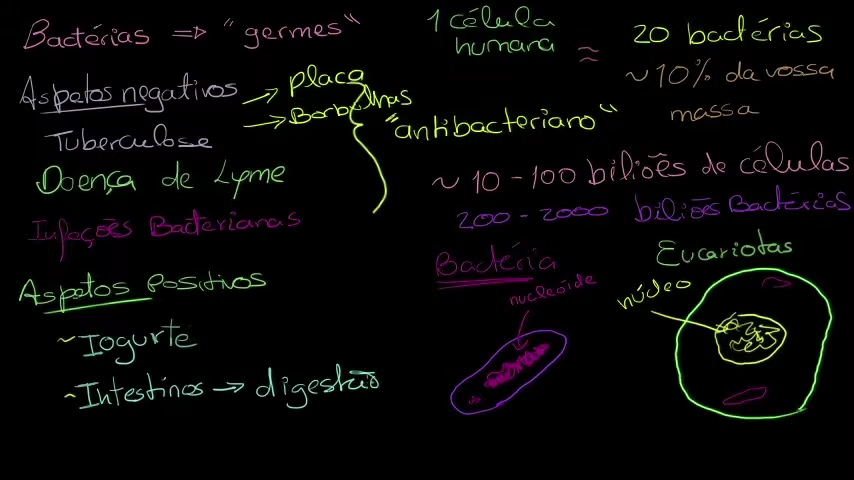 Bactérias => "germes"
Aspetos negativos
→ placa
→ Borbulhas
"antibacteriano"
Tuberculose
Doença de Lyme
Infeções Bacterianas
Aspetos Positivos
~ Iogurte
~ Intestinos → digestão
1 célula humana ≈ 20 bactérias
~ 10% da vossa
massa
~ 10 - 100 biliões de células
200 - 2000 biliões Bactérias
Bactéria
nucleóide
Eucariotas
núcleo